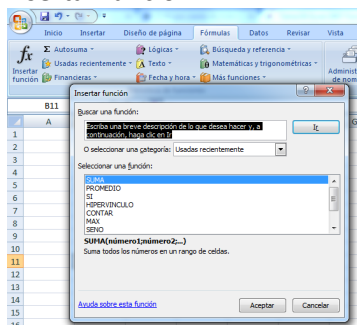 Inicio Insertar Diseño de página Fórmulas Datos Revisar Vista
fx
Insertar función
Σ Autosuma
Usadas recientemente
Financieras
Lógicas
Texto
Fecha y hora
Búsqueda y referencia
Matemáticas y trigonométricas
Más funciones
Administ
de nom
B11
A
G
1
2
3
4
5
6
7
8
9
10
11
12
13
14
15
16
Insertar función
Buscar una función:
Escriba una breve descripción de lo que desea hacer y, a
continuación, haga clic en Ir
Ir
O seleccionar una categoría: Usadas recientemente
Seleccionar una función:
SUMA
PROMEDIO
SI
HIPERVINCULO
CONTAR
MAX
SENO
SUMA(número1;número2;...)
Suma todos los números en un rango de celdas.
Ayuda sobre esta función
Aceptar
Cancelar